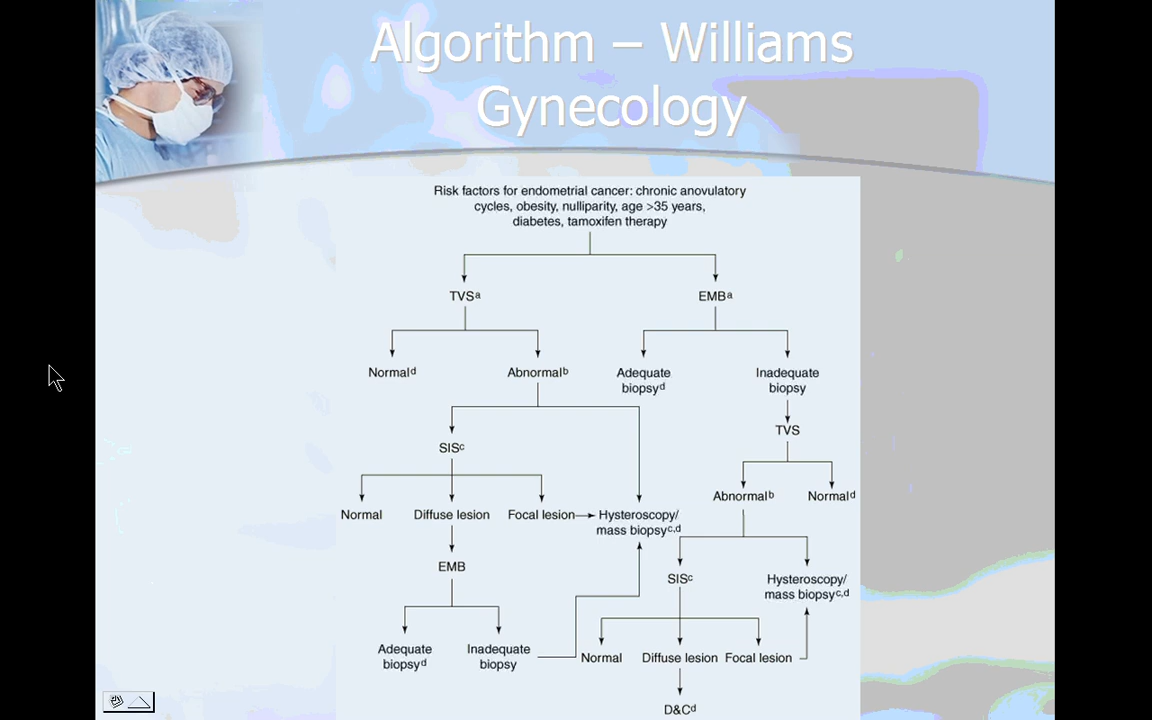 Algorithm – Williams
Gynecology
Risk factors for endometrial cancer: chronic anovulatory
cycles, obesity, nulliparity, age >35 years,
diabetes, tamoxifen therapy
TVSa
EMBa
Normald
Abnormalb
Adequate
biopsyd
Inadequate
biopsy
TVS
SISc
Abnormalb
Normald
Normal
Diffuse lesion
Focal lesion
Hysteroscopy/
mass biopsyc,d
EMB
SISc
Hysteroscopy/
mass biopsyc,d
Adequate
biopsyd
Inadequate
biopsy
Normal
Diffuse lesion
Focal lesion
D&Cd